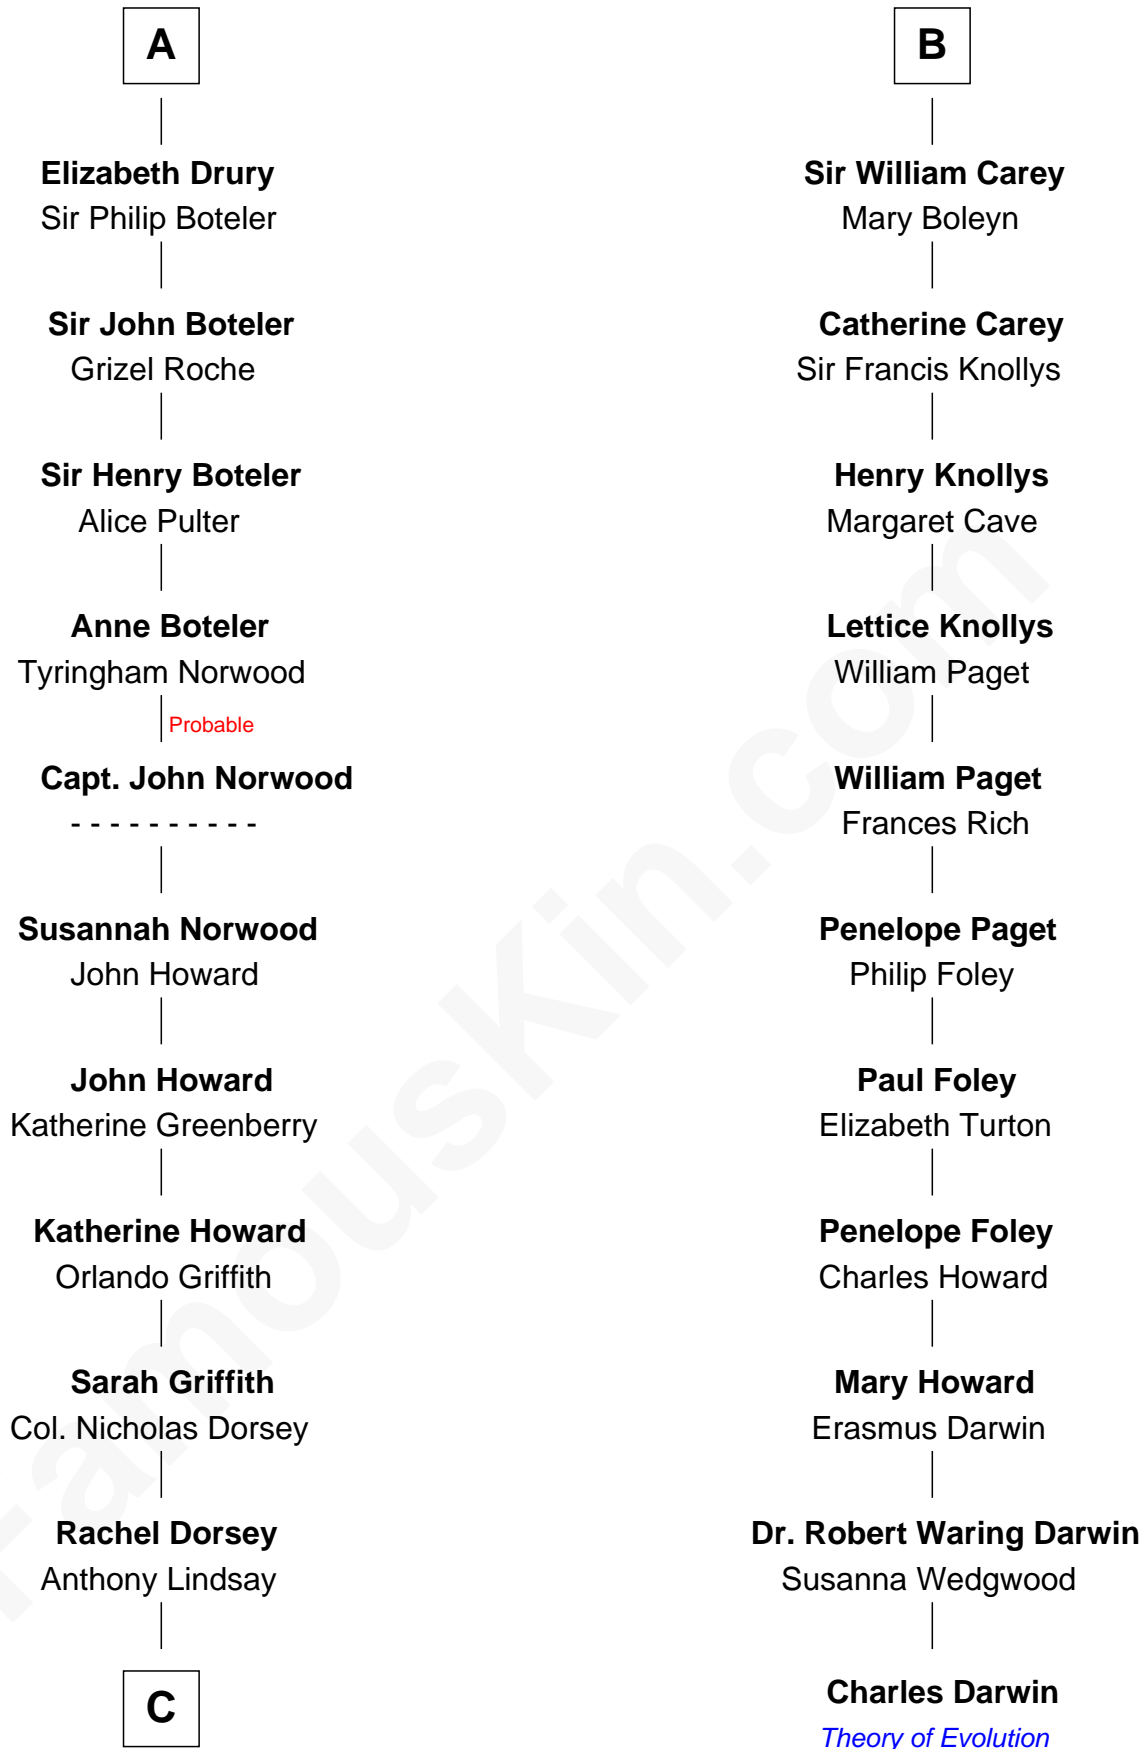 A
Elizabeth Drury
Sir Philip Boteler
Sir John Boteler
Grizel Roche
Sir Henry Boteler
Alice Pulter
Anne Boteler
Tyringham Norwood
Probable
Capt. John Norwood
- - - - - - - - - -
Susannah Norwood
John Howard
John Howard
Katherine Greenberry
Katherine Howard
Orlando Griffith
Sarah Griffith
Col. Nicholas Dorsey
Rachel Dorsey
Anthony Lindsay
C
B
Sir William Carey
Mary Boleyn
Catherine Carey
Sir Francis Knollys
Henry Knollys
Margaret Cave
Lettice Knollys
William Paget
William Paget
Frances Rich
Penelope Paget
Philip Foley
Paul Foley
Elizabeth Turton
Penelope Foley
Charles Howard
Mary Howard
Erasmus Darwin
Dr. Robert Waring Darwin
Susanna Wedgwood
Charles Darwin
Theory of Evolution
FamousKin.com